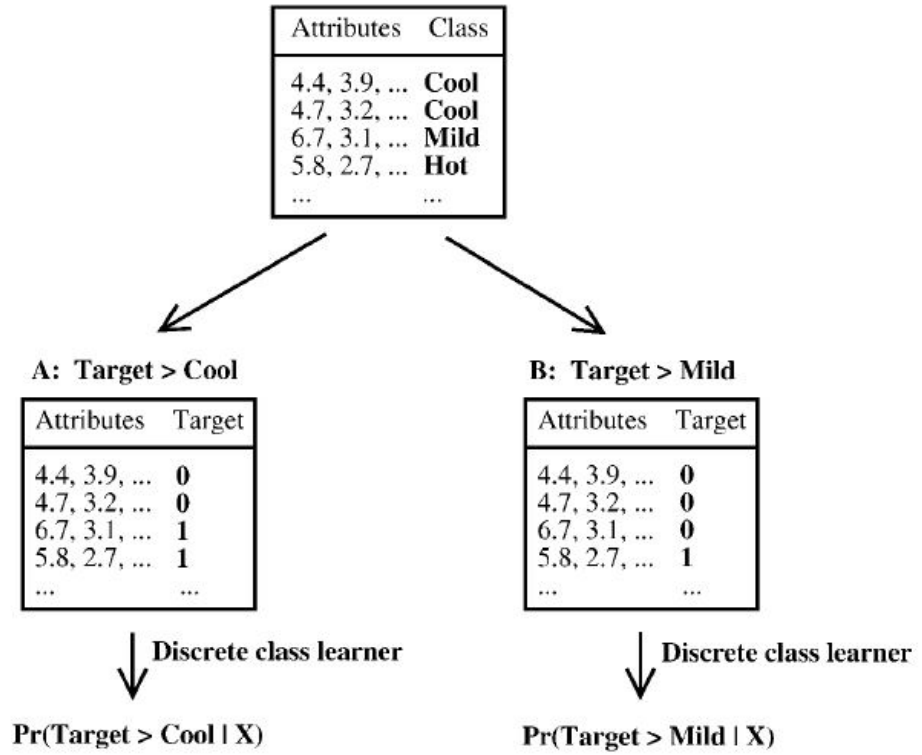 Attributes Class
4.4, 3.9, ... Cool
4.7, 3.2, ... Cool
6.7, 3.1, ... Mild
5.8, 2.7, ... Hot
... ...
A: Target > Cool
Attributes Target
4.4, 3.9, ... 0
4.7, 3.2, ... 0
6.7, 3.1, ... 1
5.8, 2.7, ... 1
... ...
Discrete class learner
Pr(Target > Cool | X)
B: Target > Mild
Attributes Target
4.4, 3.9, ... 0
4.7, 3.2, ... 0
6.7, 3.1, ... 0
5.8, 2.7, ... 1
... ...
Discrete class learner
Pr(Target > Mild | X)